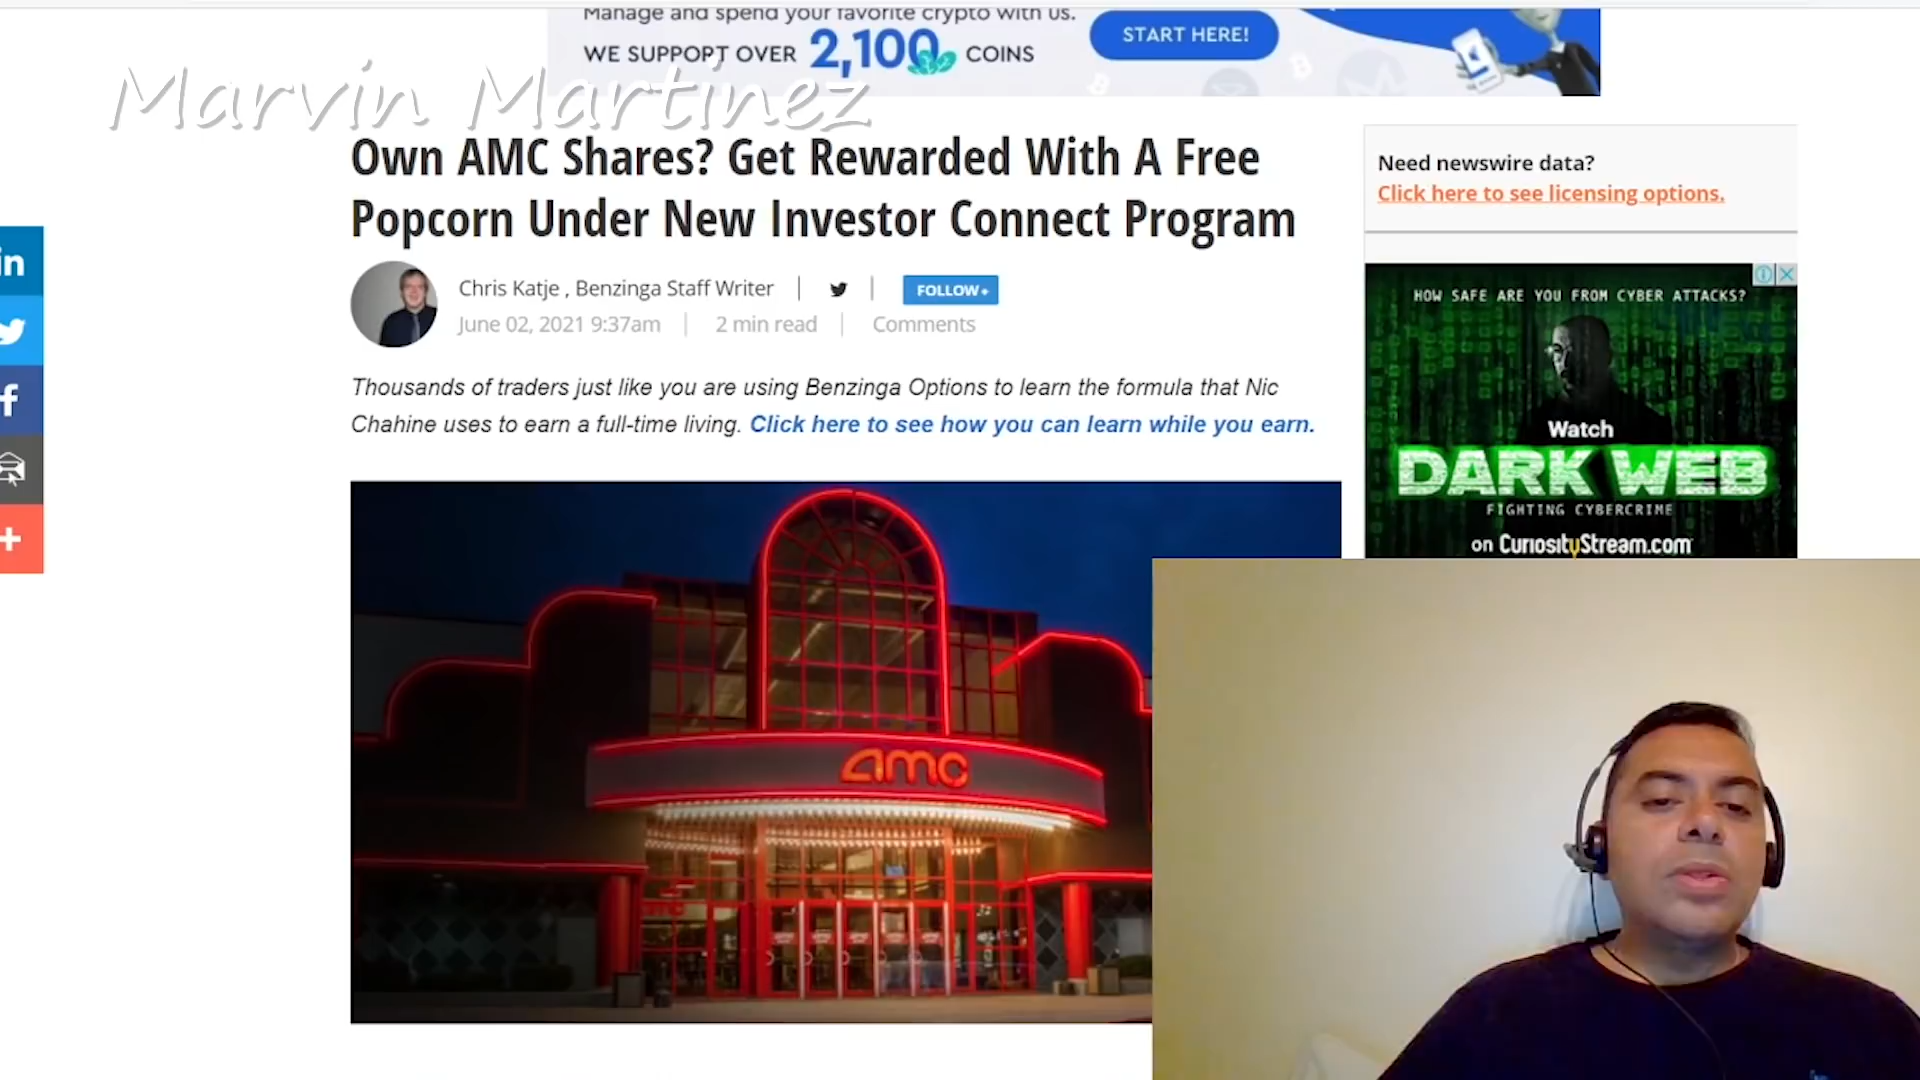 Manage and spend your favorite crypto with us.
WE SUPPORT OVER 2,100 COINS
START HERE!
Marvin Martinez
Own AMC Shares? Get Rewarded With A Free
Popcorn Under New Investor Connect Program
Chris Katje , Benzinga Staff Writer
FOLLOW+
June 02, 2021 9:37am
2 min read
Comments
Thousands of traders just like you are using Benzinga Options to learn the formula that Nic
Chahine uses to earn a full-time living. Click here to see how you can learn while you earn.
Need newswire data?
Click here to see licensing options.
HOW SAFE ARE YOU FROM CYBER ATTACKS?
Watch
DARK WEB
FIGHTING CYBERCRIME
on CuriosityStream.com
in
f
amc